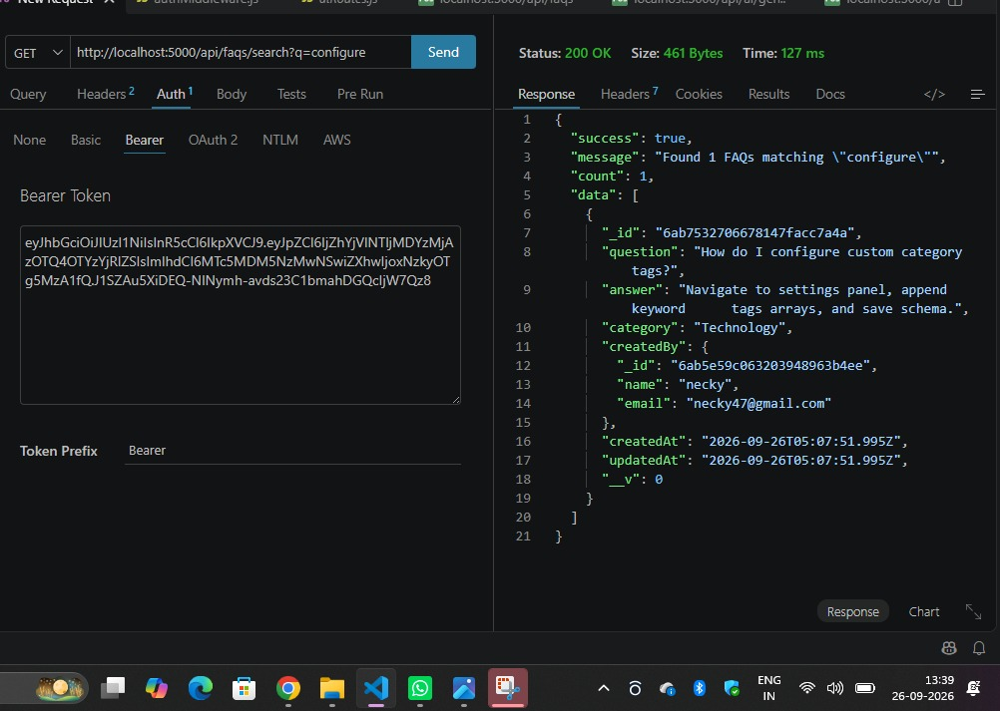 New Request
authMiddleware.js
aiRoutes.js
localhost:5000/api/faqs
localhost:5000/api/ai/gen..
localhost:5000/a
GET
http://localhost:5000/api/faqs/search?q=configure
Send
Status: 200 OK Size: 461 Bytes Time: 127 ms
Query Headers 2 Auth 1 Body Tests Pre Run
Response Headers 7 Cookies Results Docs </>
None Basic Bearer OAuth 2 NTLM AWS
Bearer Token
Token Prefix Bearer
1 {
2 "success": true,
3 "message": "Found 1 FAQs matching \"configure\"",
4 "count": 1,
5 "data": [
6 {
7 "_id": "6ab7532706678147facc7a4a",
8 "question": "How do I configure custom category
tags?",
9 "answer": "Navigate to settings panel, append
keyword tags arrays, and save schema.",
10 "category": "Technology",
11 "createdBy": {
12 "_id": "6ab5e59c063203948963b4ee",
13 "name": "necky",
14 "email": "necky47@gmail.com"
15 },
16 "createdAt": "2026-09-26T05:07:51.995Z",
17 "updatedAt": "2026-09-26T05:07:51.995Z",
18 "__v": 0
19 }
20 ]
21 }
Response Chart
ENG
IN
13:39
26-09-2026